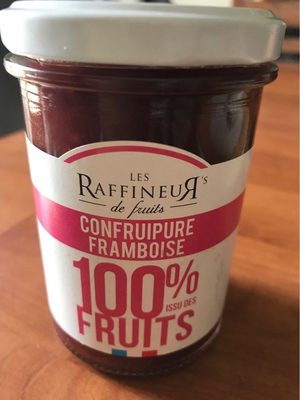 LES
RAFFINEUR'S
de fruits
CONFRUIPURE
FRAMBOISE
100%
ISSU DES
FRUITS